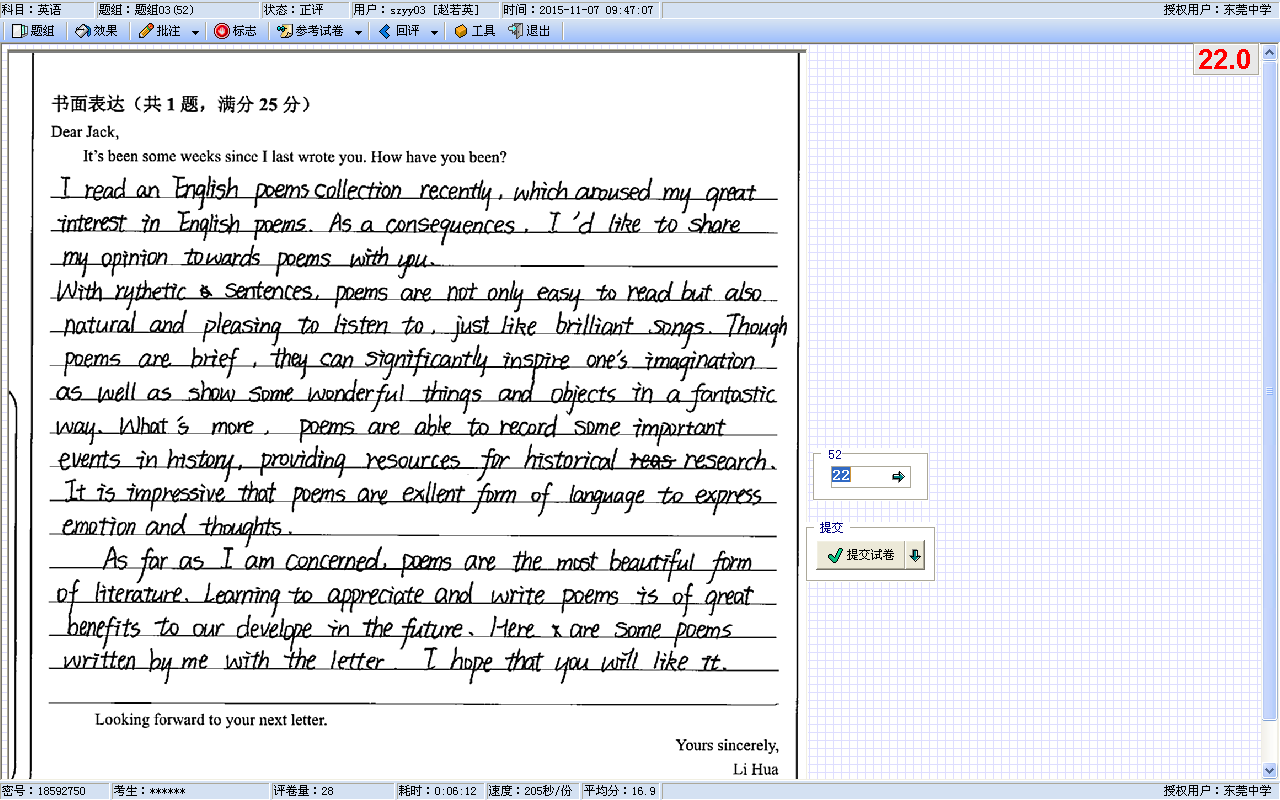 科目：英语 题组：题组03(52) 状态：正评 用户：szyy03 [赵若英] 时间：2015-11-07 09:47:07 授权用户：东莞中学
题组 效果 批注 标志 参考试卷 回评 工具 退出
22.0
书面表达（共 1 题，满分 25 分）
Dear Jack,
It's been some weeks since I last wrote you. How have you been?
I read an English poems collection recently, which aroused my great
interest in English poems. As a consequences, I'd like to share
my opinion towards poems with you.
With rythetic sentences, poems are not only easy to read but also
natural and pleasing to listen to, just like brilliant songs. Though
poems are brief, they can significantly inspire one's imagination
as well as show some wonderful things and objects in a fantastic
way. What's more, poems are able to record some important
events in history, providing resources for historical reas research.
It is impressive that poems are exllent form of language to express
emotion and thoughts.
As far as I am concerned, poems are the most beautiful form
of literature. Learning to appreciate and write poems is of great
benefits to our develope in the future. Here are some poems
written by me with the letter. I hope that you will like it.
Looking forward to your next letter.
Yours sincerely,
Li Hua
52
22
提交
提交试卷
密号：18592750 考生：****** 评卷量：28 耗时：0:06:12 速度：205秒/份 平均分：16.9 授权用户：东莞中学